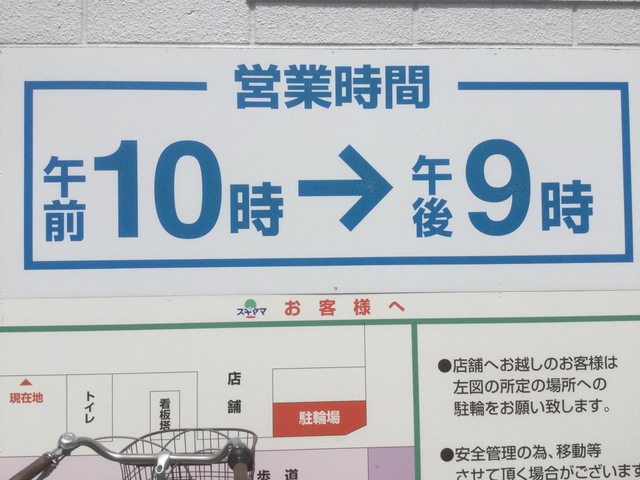 営業時間
午前10時→午後9時
スギヤマ お客様へ
現在地
トイレ
看板塔
店舗
駐輪場
歩道
●店舗へお越しのお客様は
左図の所定の場所への
駐輪をお願い致します。
●安全管理の為、移動等
させて頂く場合がございます